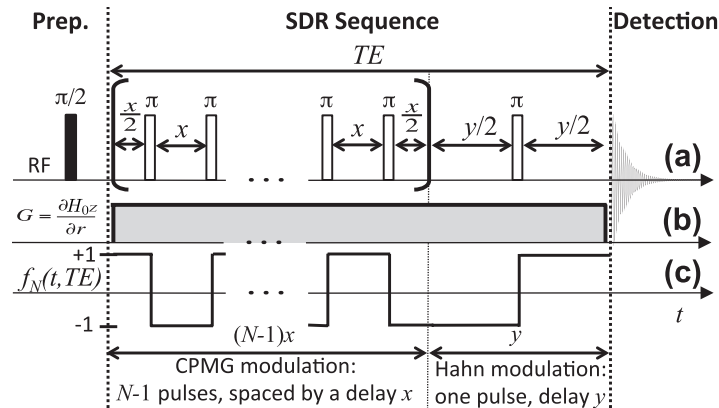 Prep. SDR Sequence Detection
TE
π/2 x/2 π x π π x π x/2 y/2 π y/2
RF ... (a)
G = ∂H₀z/∂r (b)
+1 ...
f_N(t,TE) ... (c)
-1 (N-1)x y t
CPMG modulation:
N-1 pulses, spaced by a delay x
Hahn modulation:
one pulse, delay y